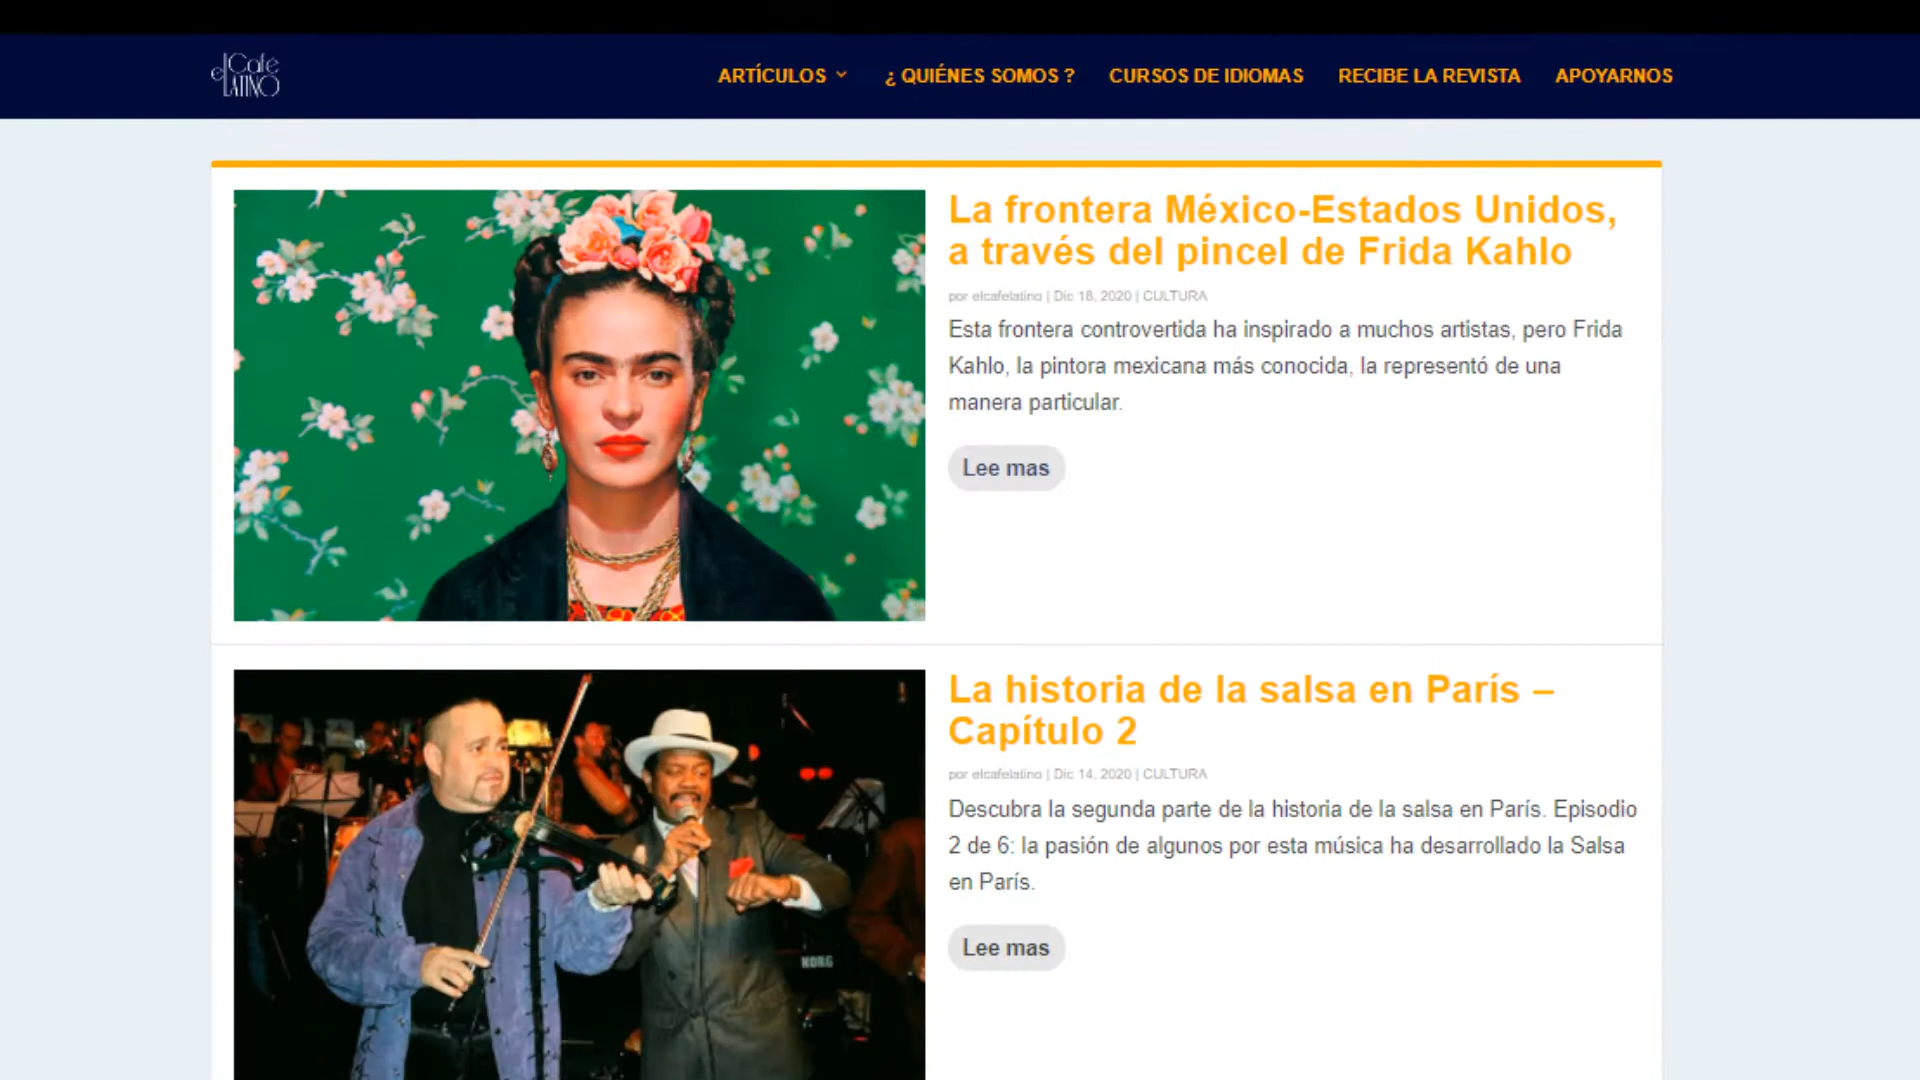 el Café
LATINO
ARTÍCULOS
¿ QUIÉNES SOMOS ?
CURSOS DE IDIOMAS
RECIBE LA REVISTA
APOYARNOS
La frontera México-Estados Unidos,
a través del pincel de Frida Kahlo
por elcafelatino | Dic 18, 2020 | CULTURA
Esta frontera controvertida ha inspirado a muchos artistas, pero Frida
Kahlo, la pintora mexicana más conocida, la representó de una
manera particular.
Lee mas
La historia de la salsa en París –
Capítulo 2
por elcafelatino | Dic 14, 2020 | CULTURA
Descubra la segunda parte de la historia de la salsa en París. Episodio
2 de 6: la pasión de algunos por esta música ha desarrollado la Salsa
en París.
Lee mas
KORG